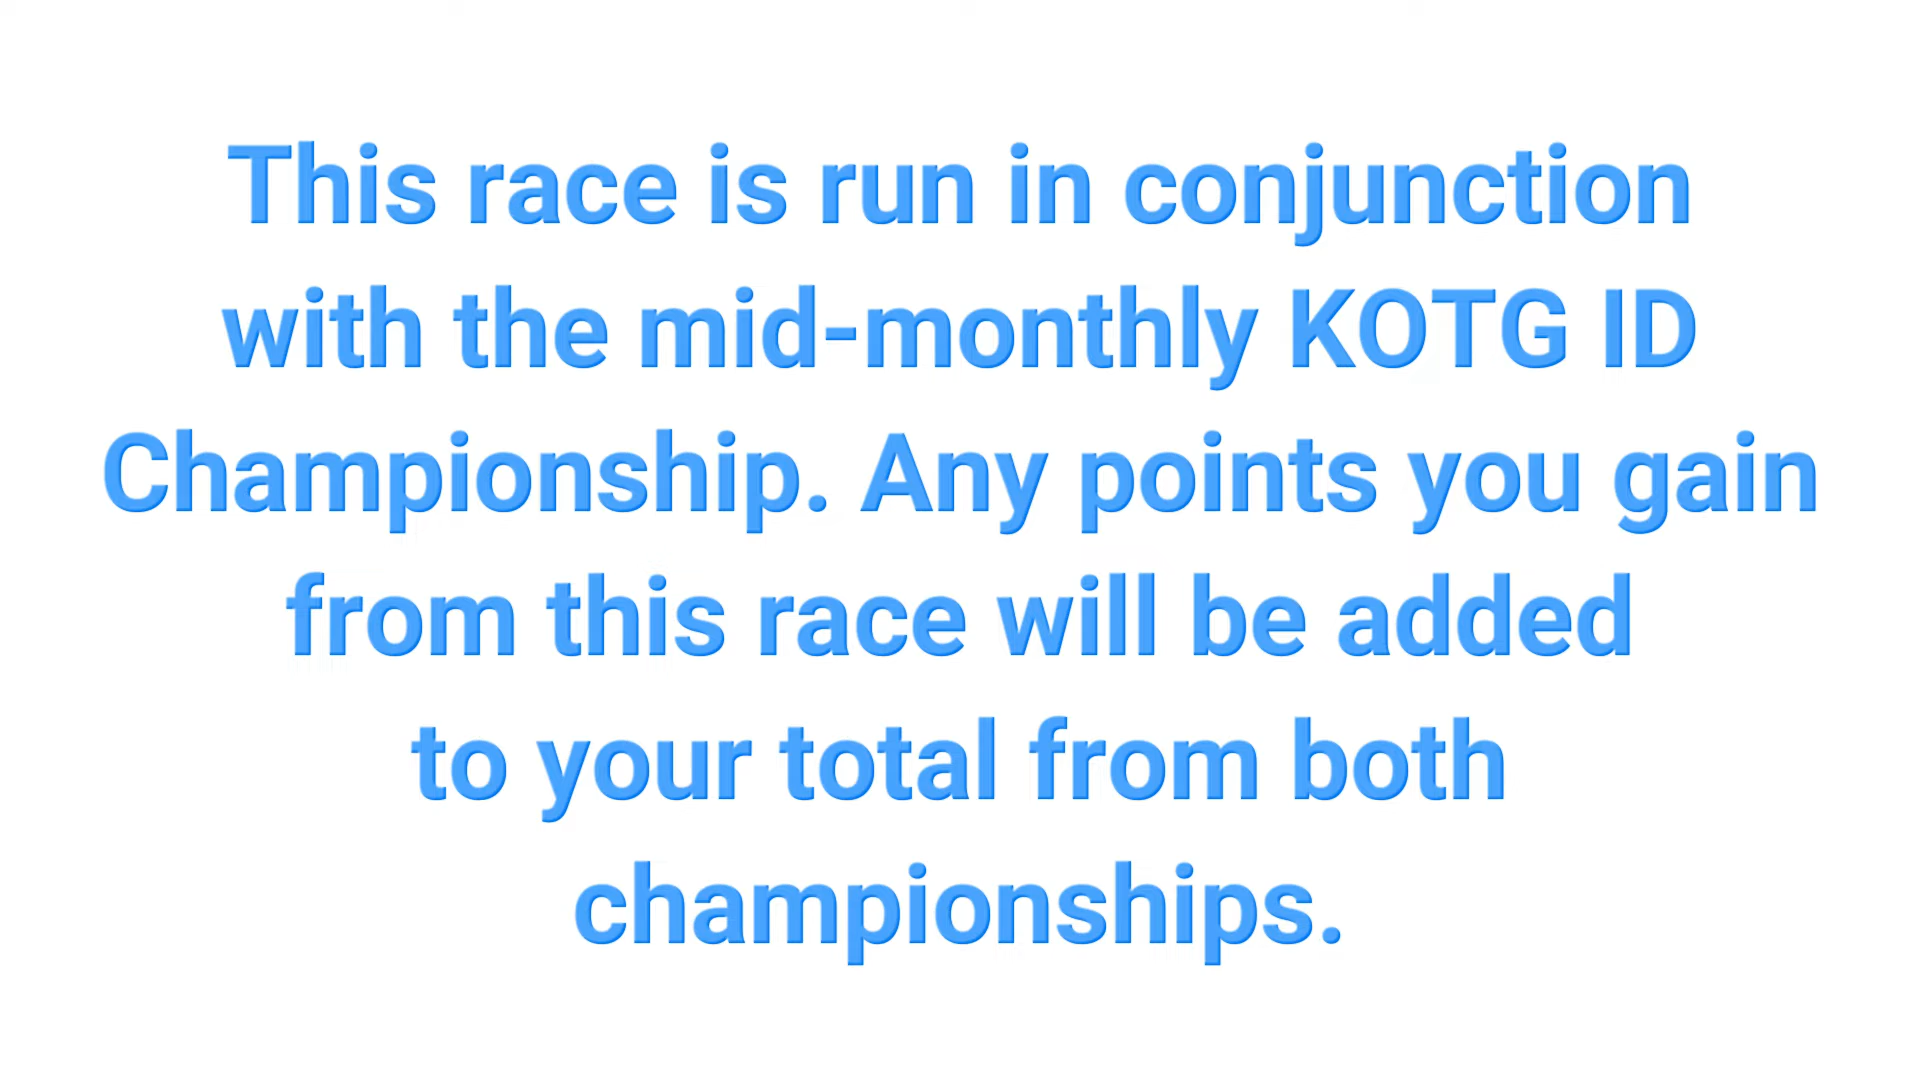 This race is run in conjunction
with the mid-monthly KOTG ID
Championship. Any points you gain
from this race will be added
to your total from both
championships.